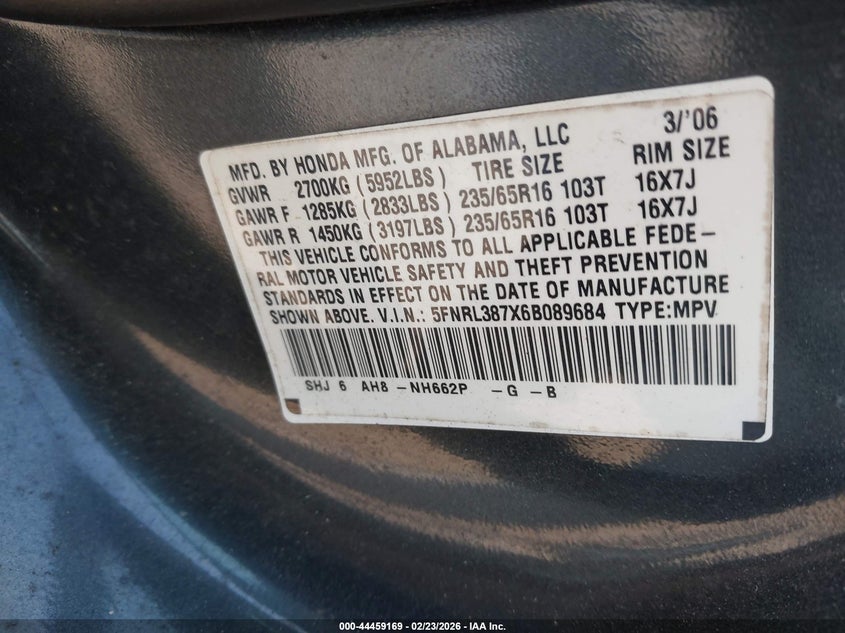 MFD. BY HONDA MFG. OF ALABAMA, LLC 3/'06
GVWR 2700KG (5952LBS) TIRE SIZE RIM SIZE
GAWR F 1285KG (2833LBS) 235/65R16 103T 16X7J
GAWR R 1450KG (3197LBS) 235/65R16 103T 16X7J
THIS VEHICLE CONFORMS TO ALL APPLICABLE FEDE-
RAL MOTOR VEHICLE SAFETY AND THEFT PREVENTION
STANDARDS IN EFFECT ON THE DATE OF MANUFACTURE
SHOWN ABOVE. V.I.N.: 5FNRL387X6B089684 TYPE:MPV
SHJ 6 AH8 -NH662P -G -B
000-44459169 | 02/23/2026 - IAA Inc.